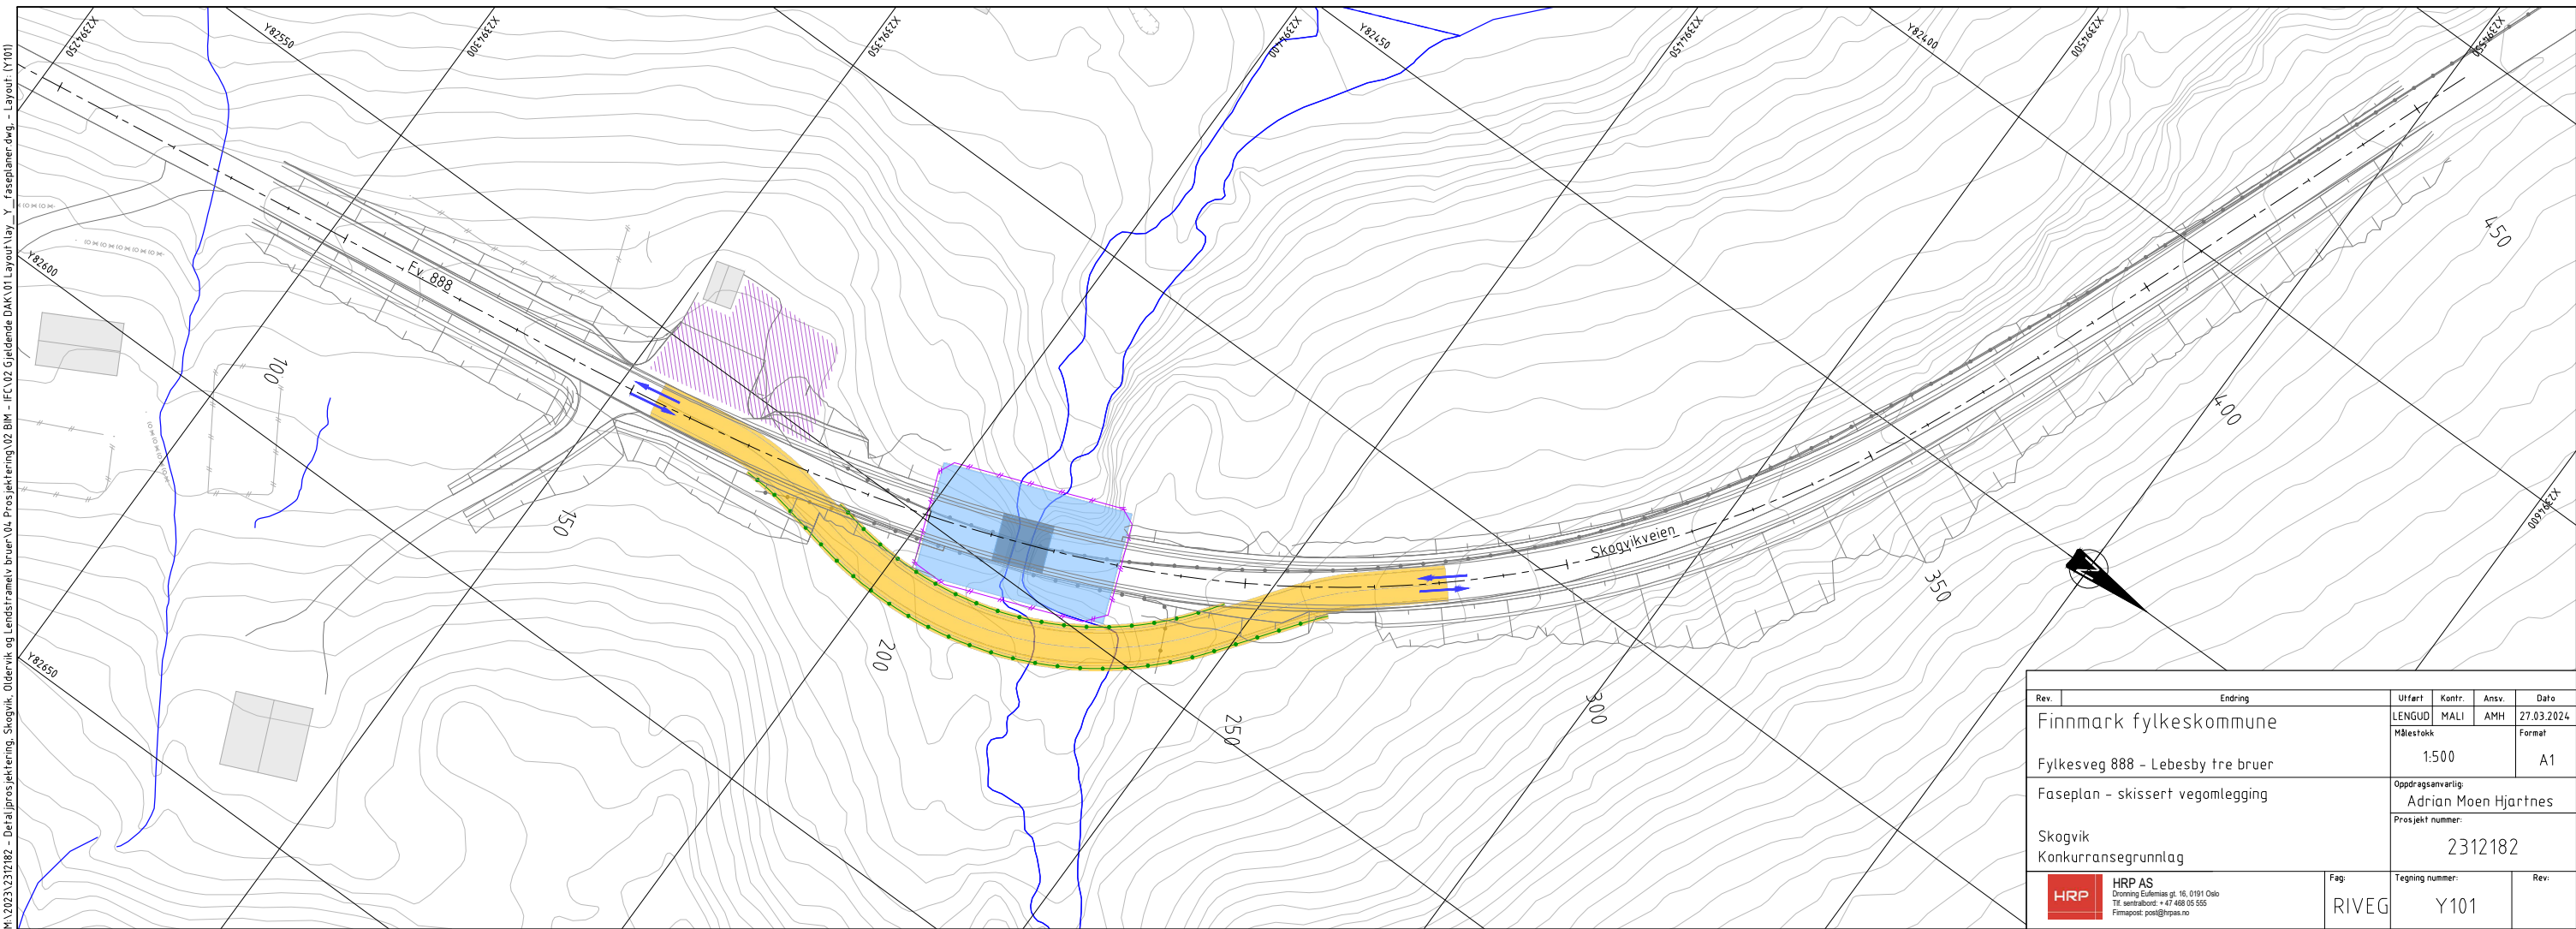 M:\2023\2312182 - Detaljprosjektering, Skogvik, Oldervik og Lendstramelv bruer\04 Prosjektering\02 BIM - IFC\02 Gjeldende DAK\01 Layout\lay_Y_faseplaner.dwg, - Layout: (Y101)
X2394250
Y82550
X2394300
X2394350
X2394400
Y82450
X2394450
Y82400
X2394500
X2394550
Y82600
Fv. 888
100
450
400
150
Skogvikveien
X2394600
N
350
Y82650
200
250
300
Rev.
Endring
Utført
Kontr.
Ansv.
Dato
LENGUD
MALI
AMH
27.03.2024
Finnmark fylkeskommune
Målestokk
Format
1:500
A1
Fylkesveg 888 - Lebesby tre bruer
Faseplan - skissert vegomlegging
Oppdragsanvarlig:
Adrian Moen Hjartnes
Prosjekt nummer:
2312182
Skogvik
Konkurransegrunnlag
HRP
HRP AS
Dronning Eufemias gt. 16, 0191 Oslo
Tlf. sentralbord: + 47 468 05 555
Firmapost: post@hrpas.no
Fag:
RIVEG
Tegning nummer:
Y101
Rev: